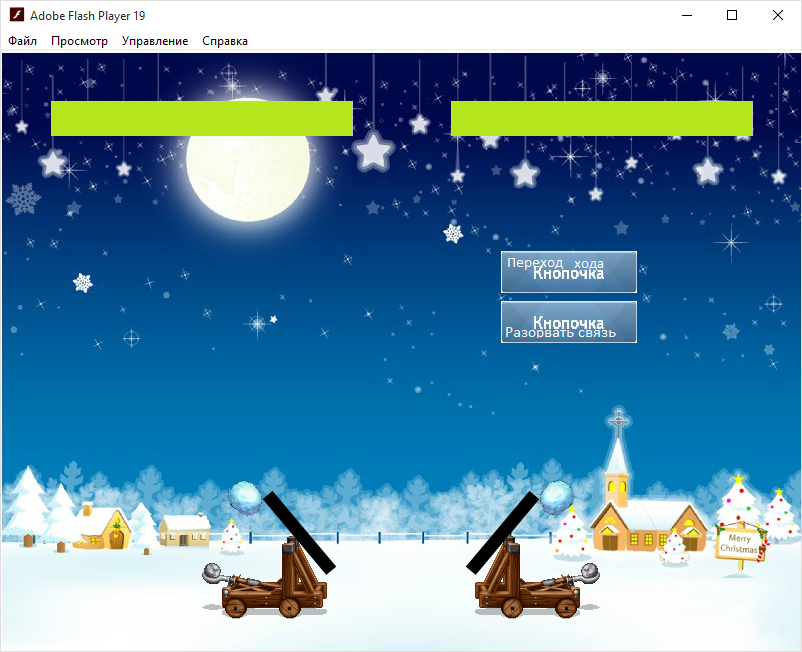 Adobe Flash Player 19
Файл Просмотр Управление Справка
Переход хода
Кнопочка
Кнопочка
Разорвать связь
Merry
Christmas